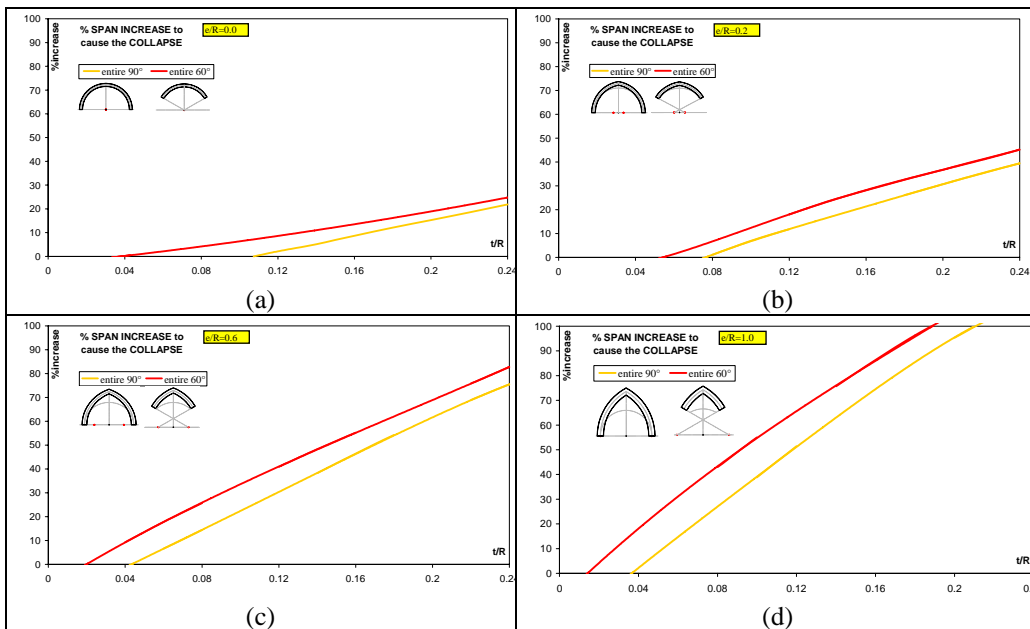 % SPAN INCREASE to
cause the COLLAPSE
e/R=0.0
%increase
entire 90° entire 60°
100
90
80
70
60
50
40
30
20
10
0
t/R
0 0.04 0.08 0.12 0.16 0.2 0.24
(a)
% SPAN INCREASE to
cause the COLLAPSE
e/R=0.2
%increase
entire 90° entire 60°
100
90
80
70
60
50
40
30
20
10
0
t/R
0 0.04 0.08 0.12 0.16 0.2 0.24
(b)
% SPAN INCREASE to
cause the COLLAPSE
e/R=0.6
%increase
entire 90° entire 60°
100
90
80
70
60
50
40
30
20
10
0
t/R
0 0.04 0.08 0.12 0.16 0.2 0.24
(c)
% SPAN INCREASE to
cause the COLLAPSE
e/R=1.0
%increase
entire 90° entire 60°
100
90
80
70
60
50
40
30
20
10
0
t/R
0 0.04 0.08 0.12 0.16 0.2
(d)